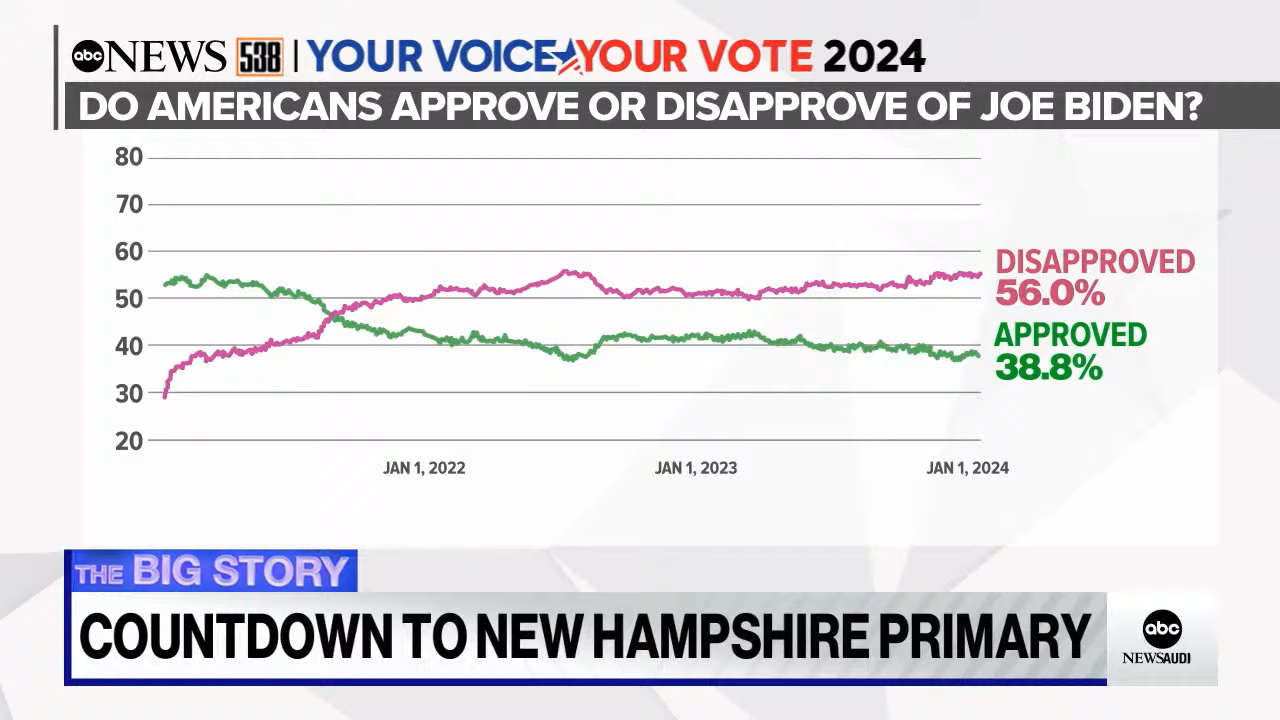 abc NEWS 538 | YOUR VOICE YOUR VOTE 2024
DO AMERICANS APPROVE OR DISAPPROVE OF JOE BIDEN?
80
70
60
50
40
30
20
DISAPPROVED
56.0%
APPROVED
38.8%
JAN 1, 2022 JAN 1, 2023 JAN 1, 2024
THE BIG STORY
COUNTDOWN TO NEW HAMPSHIRE PRIMARY
abc
NEWSAUDI